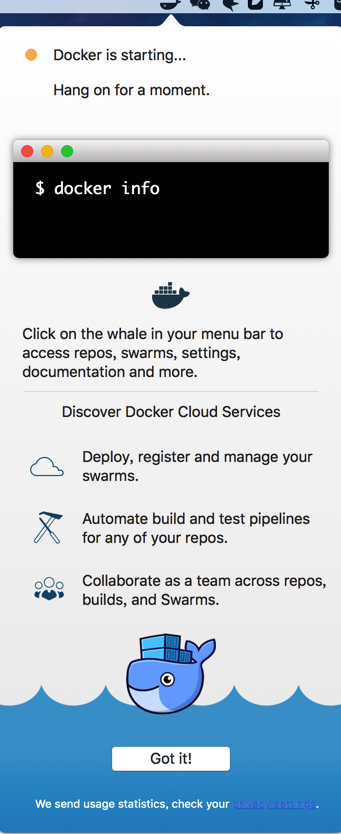 Docker is starting...
Hang on for a moment.
$ docker info
Click on the whale in your menu bar to
access repos, swarms, settings,
documentation and more.
Discover Docker Cloud Services
Deploy, register and manage your
swarms.
Automate build and test pipelines
for any of your repos.
Collaborate as a team across repos,
builds, and Swarms.
Got it!
We send usage statistics, check your privacy settings.